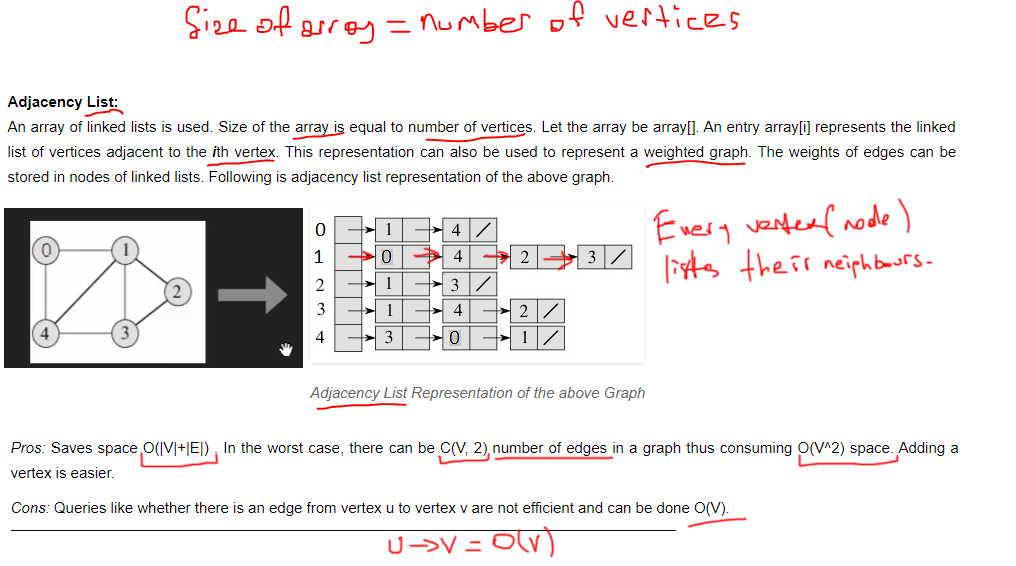 Size of array = number of vertices
Adjacency List:
An array of linked lists is used. Size of the array is equal to number of vertices. Let the array be array[]. An entry array[i] represents the linked
list of vertices adjacent to the ith vertex. This representation can also be used to represent a weighted graph. The weights of edges can be
stored in nodes of linked lists. Following is adjacency list representation of the above graph.
Every vertex (node)
lists their neighbours.
0 1
2
4 3
0 1 4 /
1 0 4 2 3 /
2 1 3 /
3 1 4 2 /
4 3 0 1 /
Adjacency List Representation of the above Graph
Pros: Saves space O(|V|+|E|) . In the worst case, there can be C(V, 2) number of edges in a graph thus consuming O(V^2) space. Adding a
vertex is easier.
Cons: Queries like whether there is an edge from vertex u to vertex v are not efficient and can be done O(V).
U→V = O(V)